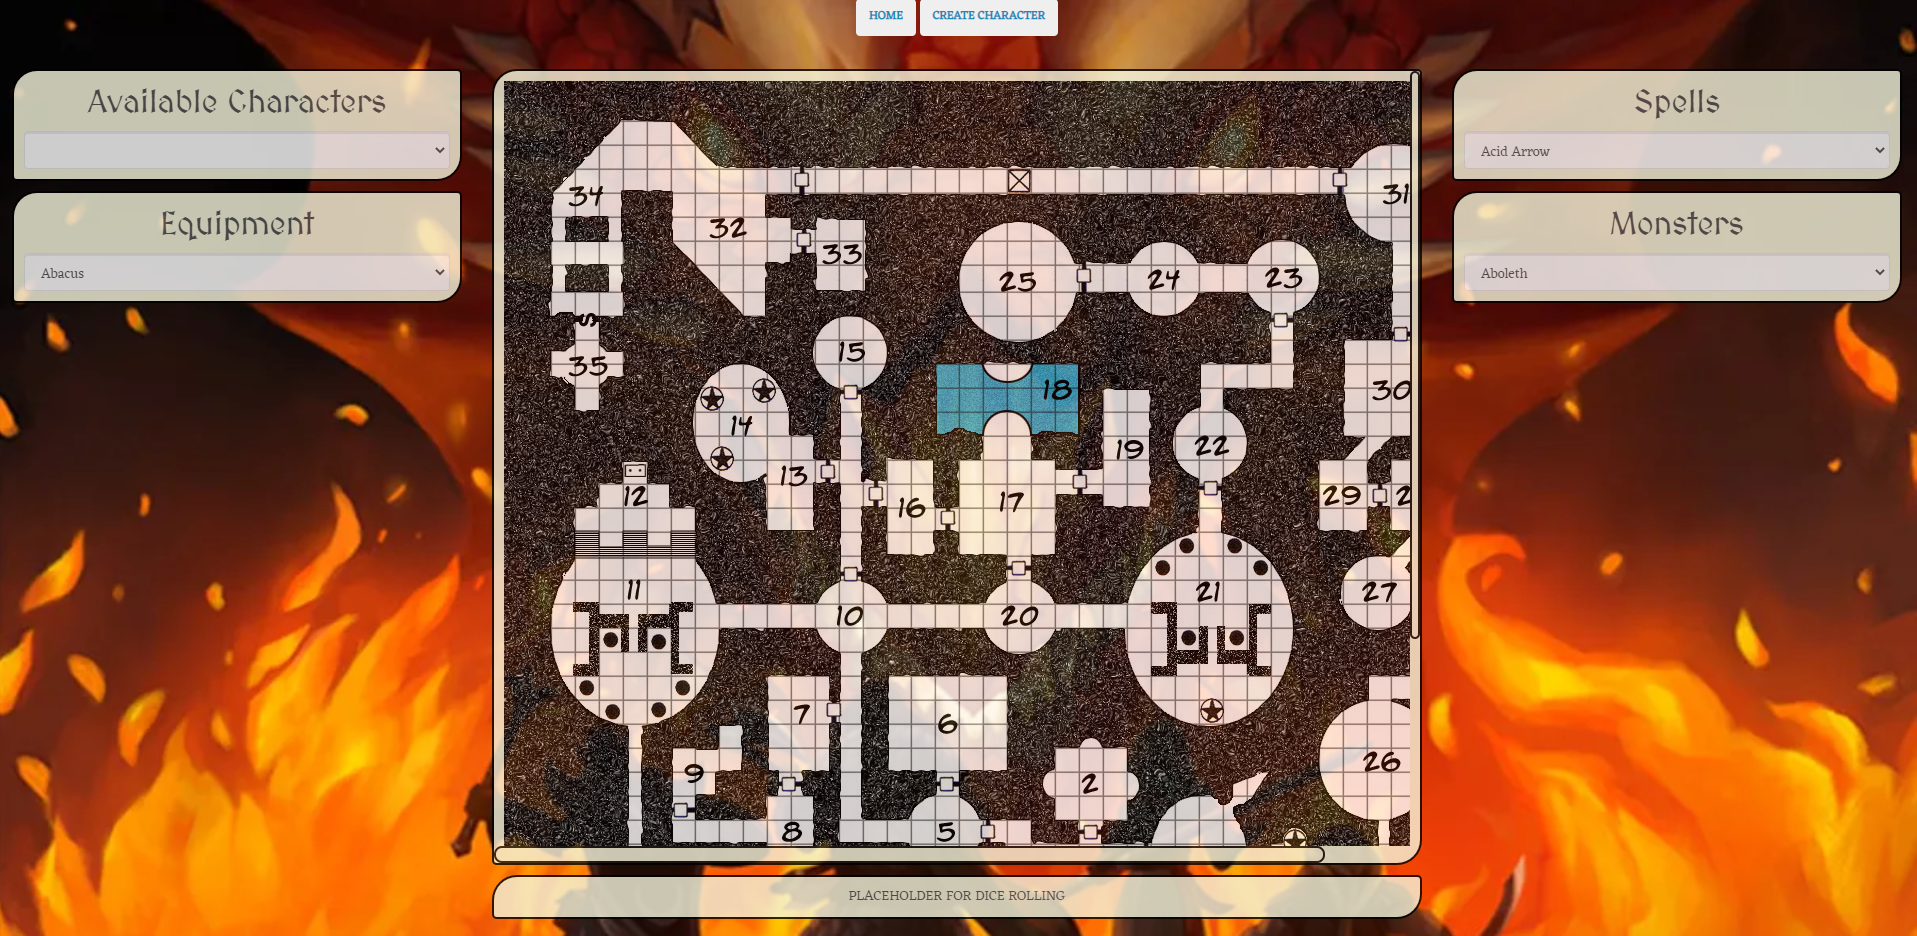 HOME
CREATE CHARACTER
Available Characters
Equipment
Abacus
Spells
Acid Arrow
Monsters
Aboleth
34
31
32
33
25
24
23
S
35
15
18
30
14
19
22
13
12
16
17
29
2
11
21
27
10
20
7
6
9
2
26
8
5
PLACEHOLDER FOR DICE ROLLING